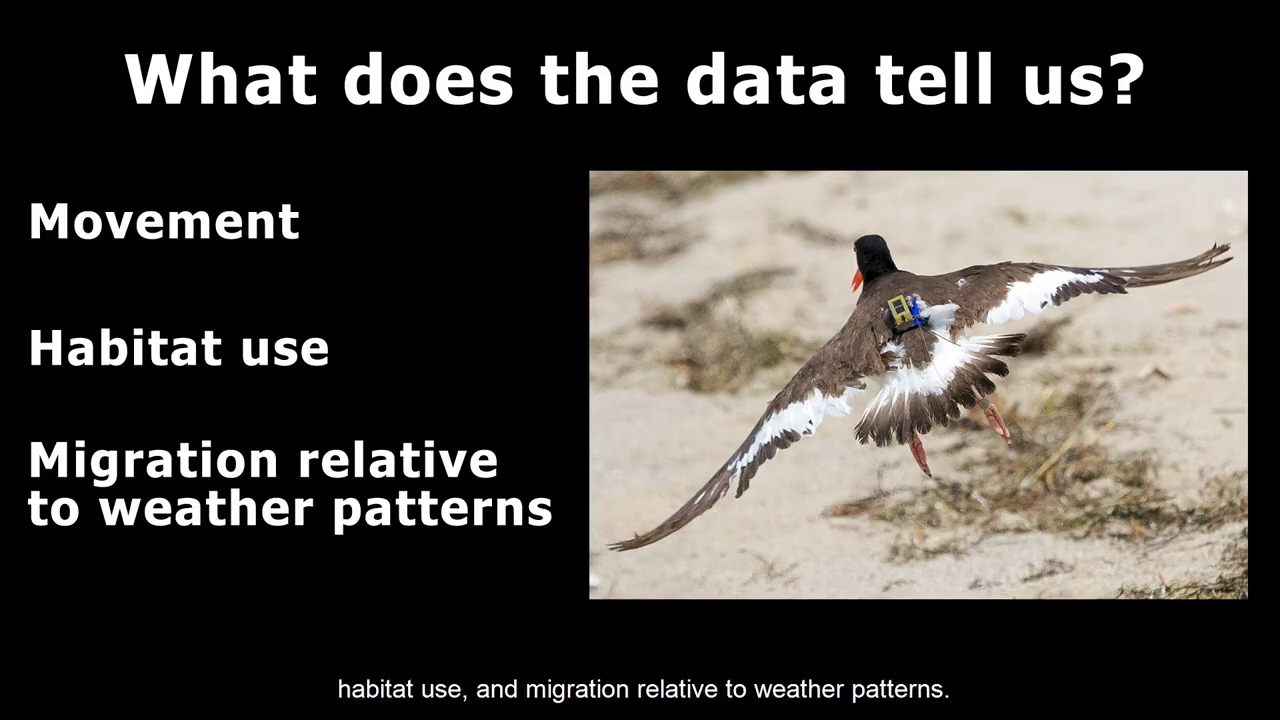 What does the data tell us?
Movement
Habitat use
Migration relative
to weather patterns
habitat use, and migration relative to weather patterns.